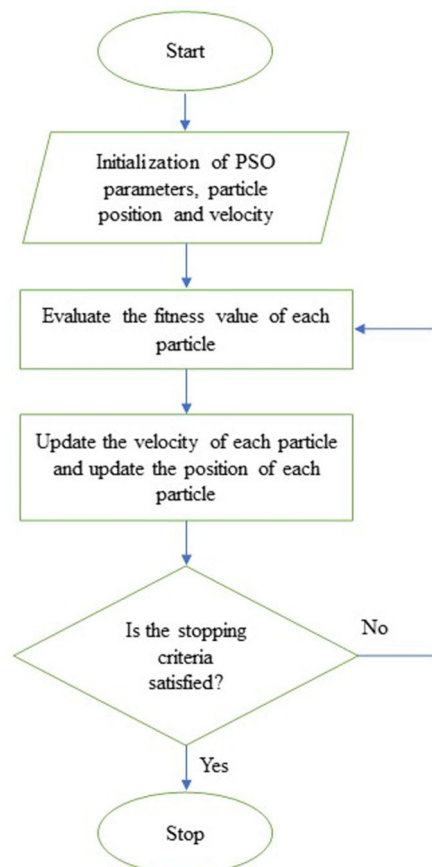 Start
Initialization of PSO
parameters, particle
position and velocity
Evaluate the fitness value of each
particle
Update the velocity of each particle
and update the position of each
particle
Is the stopping
criteria
satisfied?
No
Yes
Stop